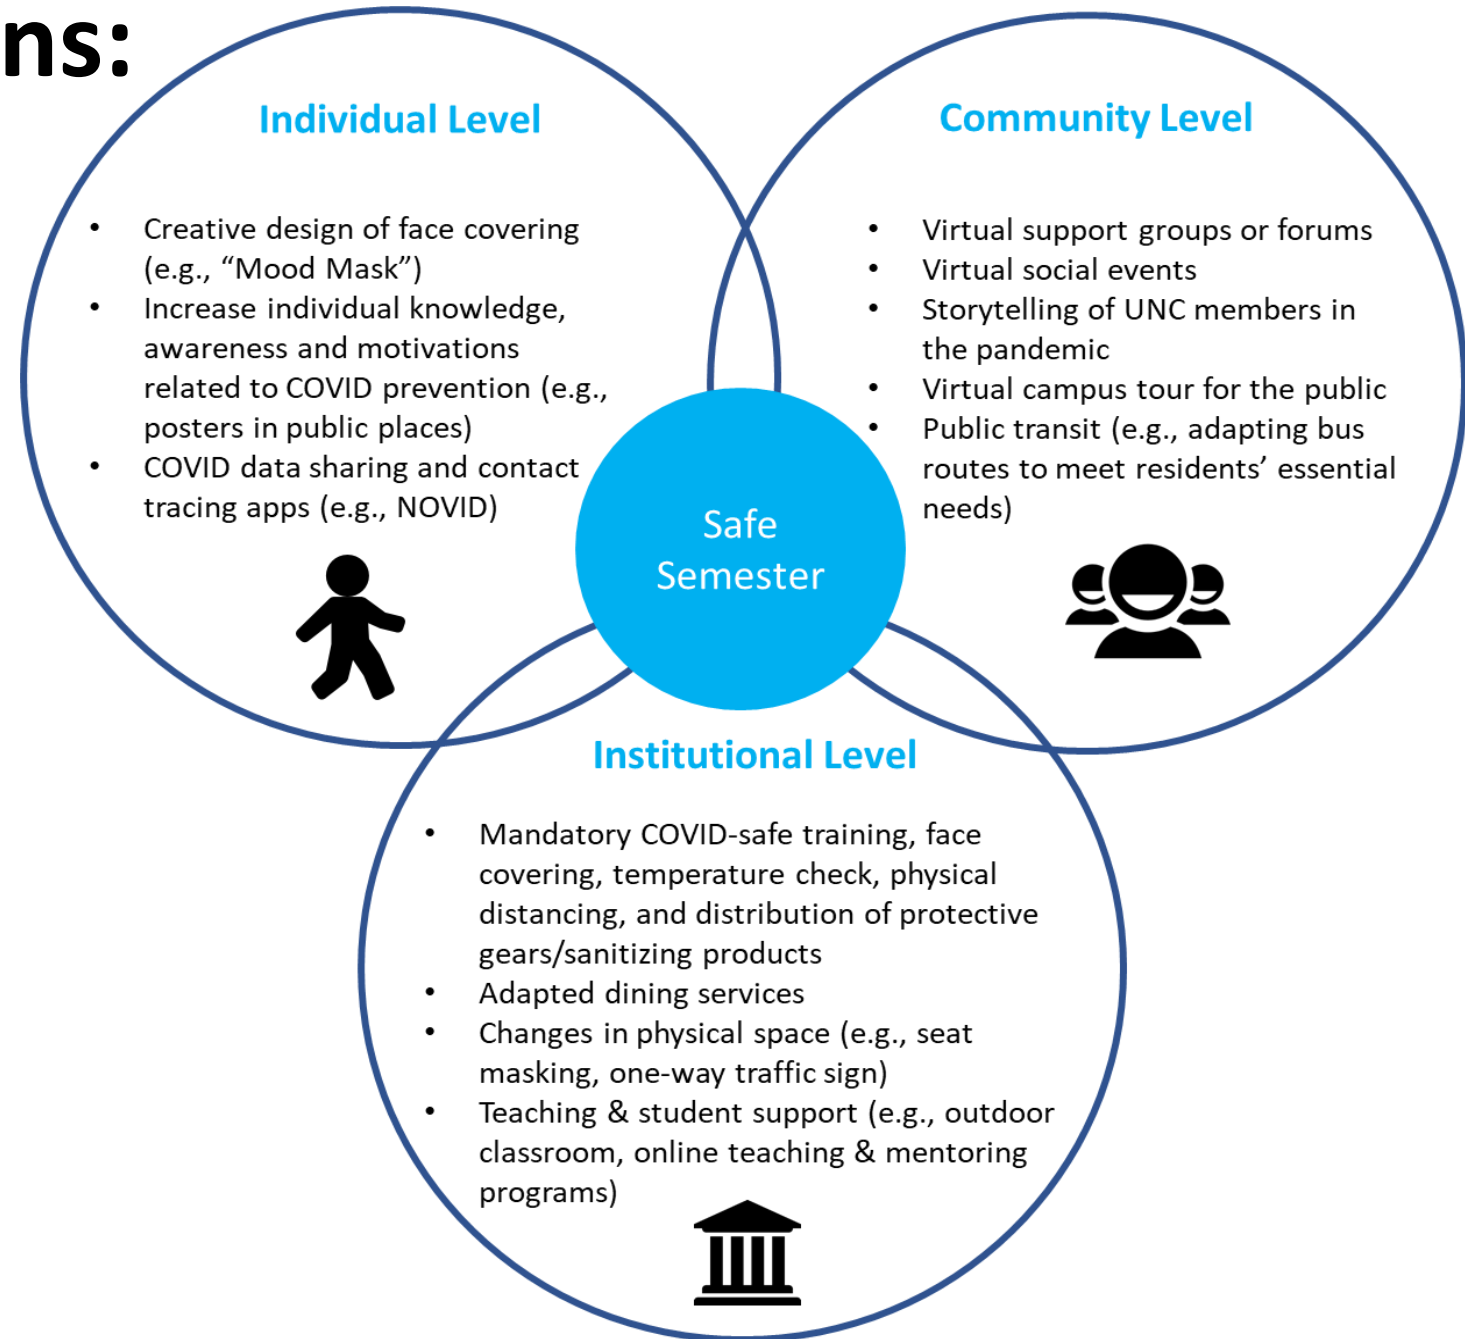 ns:
Individual Level
• Creative design of face covering
(e.g., “Mood Mask”)
• Increase individual knowledge,
awareness and motivations
related to COVID prevention (e.g.,
posters in public places)
• COVID data sharing and contact
tracing apps (e.g., NOVID)
Community Level
• Virtual support groups or forums
• Virtual social events
• Storytelling of UNC members in
the pandemic
• Virtual campus tour for the public
• Public transit (e.g., adapting bus
routes to meet residents’ essential
needs)
Safe
Semester
Institutional Level
• Mandatory COVID-safe training, face
covering, temperature check, physical
distancing, and distribution of protective
gears/sanitizing products
• Adapted dining services
• Changes in physical space (e.g., seat
masking, one-way traffic sign)
• Teaching & student support (e.g., outdoor
classroom, online teaching & mentoring
programs)